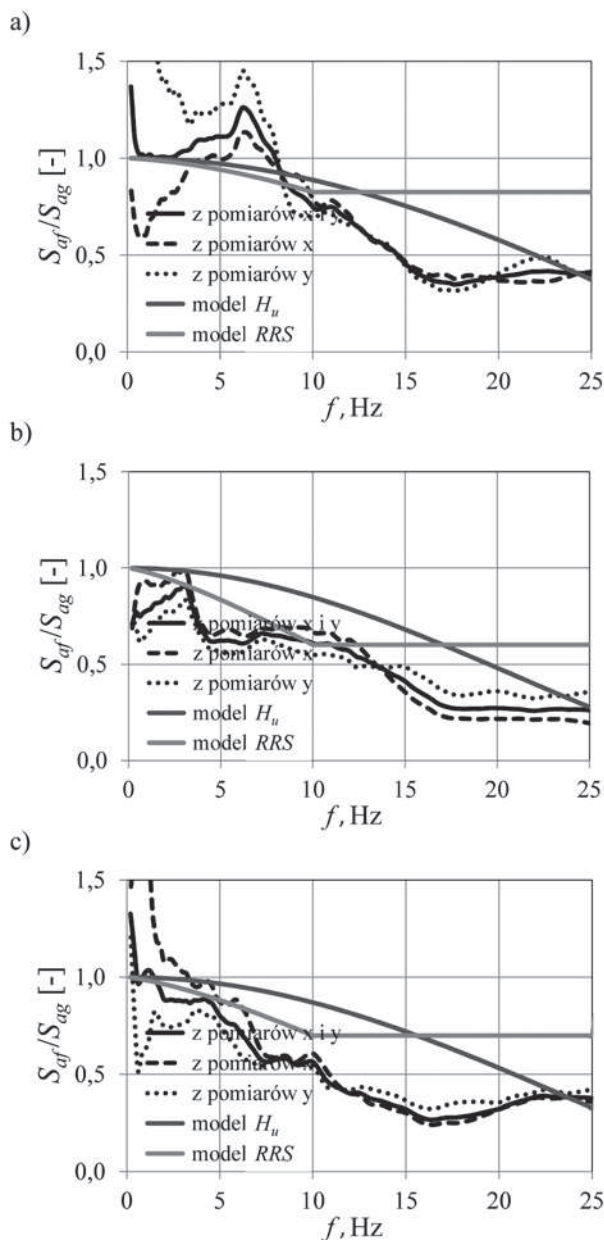 a)
1,5
1,0
0,5
0,0
S_af/S_ag [-]
z pomiarów x i y
z pomiarów x
z pomiarów y
model H_u
model RRS
0 5 10 15 20 25
f, Hz
b)
1,5
1,0
0,5
0,0
S_af/S_ag [-]
z pomiarów x i y
z pomiarów x
z pomiarów y
model H_u
model RRS
0 5 10 15 20 25
f, Hz
c)
1,5
1,0
0,5
0,0
S_af/S_ag [-]
z pomiarów x i y
z pomiarów x
z pomiarów y
model H_u
model RRS
0 5 10 15 20 25
f, Hz